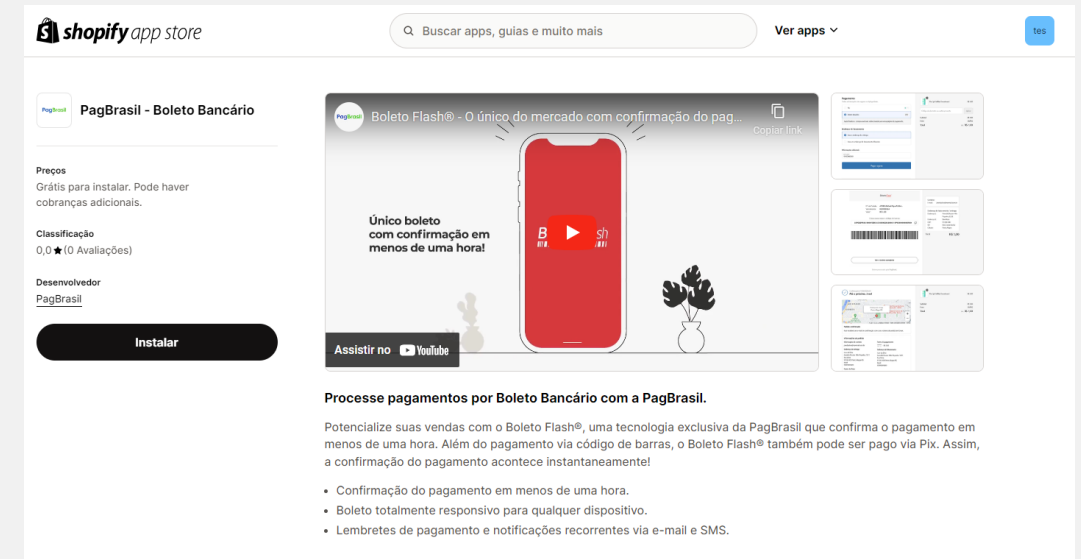 shopify app store
Buscar apps, guias e muito mais
Ver apps
tes
PagBrasil
PagBrasil - Boleto Bancário
Preços
Grátis para instalar. Pode haver
cobranças adicionais.
Classificação
0,0★(0 Avaliações)
Desenvolvedor
PagBrasil
Instalar
PagBrasil
Boleto Flash® - O único do mercado com confirmação do pag...
Copiar link
Único boleto
com confirmação em
menos de uma hora!
Assistir no YouTube
Processe pagamentos por Boleto Bancário com a PagBrasil.
Potencialize suas vendas com o Boleto Flash®, uma tecnologia exclusiva da PagBrasil que confirma o pagamento em
menos de uma hora. Além do pagamento via código de barras, o Boleto Flash® também pode ser pago via Pix. Assim,
a confirmação do pagamento acontece instantaneamente!
• Confirmação do pagamento em menos de uma hora.
• Boleto totalmente responsivo para qualquer dispositivo.
• Lembretes de pagamento e notificações recorrentes via e-mail e SMS.